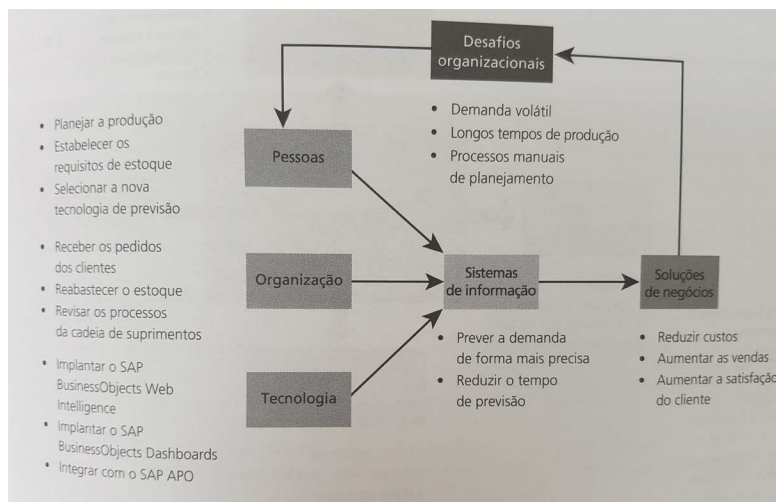 Desafios
organizacionais
• Demanda volátil
• Longos tempos de produção
• Processos manuais
de planejamento
• Planejar a produção
• Estabelecer os
requisitos de estoque
• Selecionar a nova
tecnologia de previsão
Pessoas
• Receber os pedidos
dos clientes
• Reabastecer o estoque
• Revisar os processos
da cadeia de suprimentos
Organização
Sistemas
de informação
• Prever a demanda
de forma mais precisa
• Reduzir o tempo
de previsão
Soluções
de negócios
• Reduzir custos
• Aumentar as vendas
• Aumentar a satisfação
do cliente
• Implantar o SAP
BusinessObjects Web
Intelligence
• Implantar o SAP
BusinessObjects Dashboards
• Integrar com o SAP APO
Tecnologia